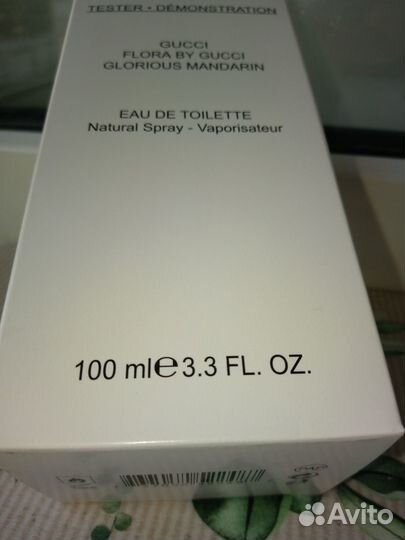 TESTER • DÉMONSTRATION
GUCCI
FLORA BY GUCCI
GLORIOUS MANDARIN
EAU DE TOILETTE
Natural Spray - Vaporisateur
100 ml e 3.3 FL. OZ.
Avito